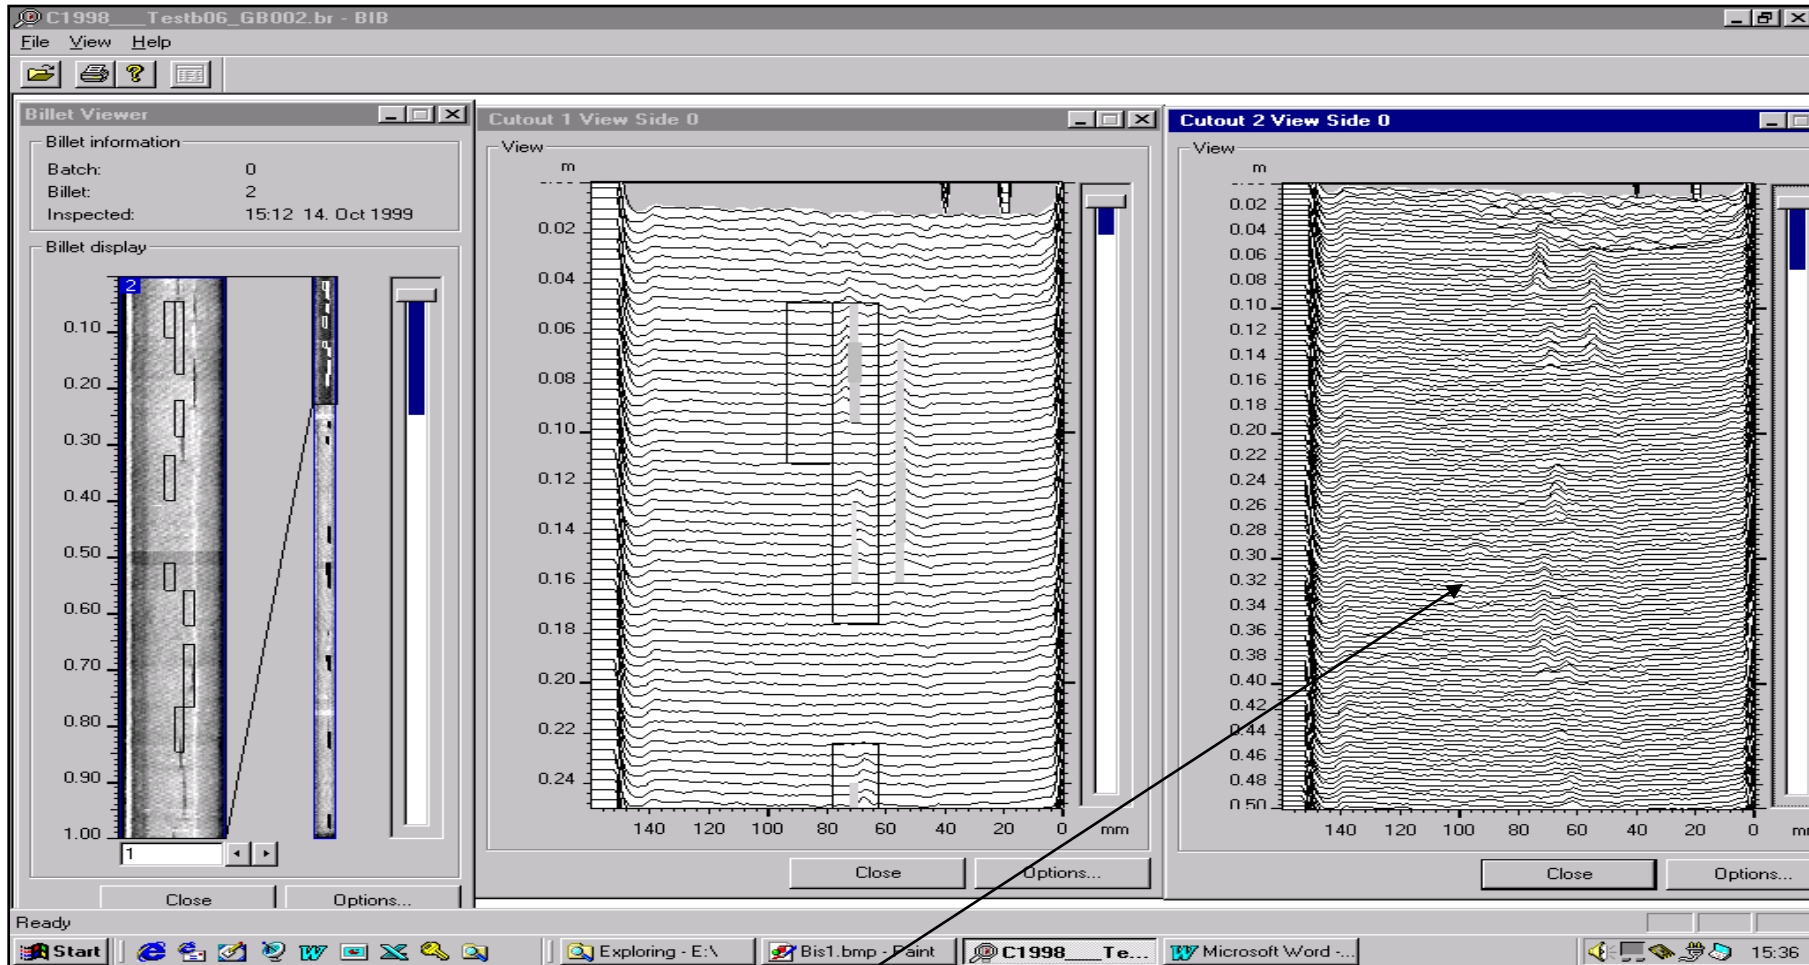 C1998___Testb06_GB002.br - BIB
File View Help
Billet Viewer
Billet information
Batch: 0
Billet: 2
Inspected: 15:12 14. Oct 1999
Billet display
2
0.10
0.20
0.30
0.40
0.50
0.60
0.70
0.80
0.90
1.00
1
Close Options...
Cutout 1 View Side 0
View
m
0.02
0.04
0.06
0.08
0.10
0.12
0.14
0.16
0.18
0.20
0.22
0.24
140 120 100 80 60 40 20 0 mm
Close Options...
Cutout 2 View Side 0
View
m
0.02
0.04
0.06
0.08
0.10
0.12
0.14
0.16
0.18
0.20
0.22
0.24
0.26
0.28
0.30
0.32
0.34
0.36
0.38
0.40
0.42
0.44
0.46
0.48
0.50
140 120 100 80 60 40 20 0
Close Options...
Ready
Start Exploring - E:\ Bis1.bmp - Paint C1998___Te... Microsoft Word -... 15:36